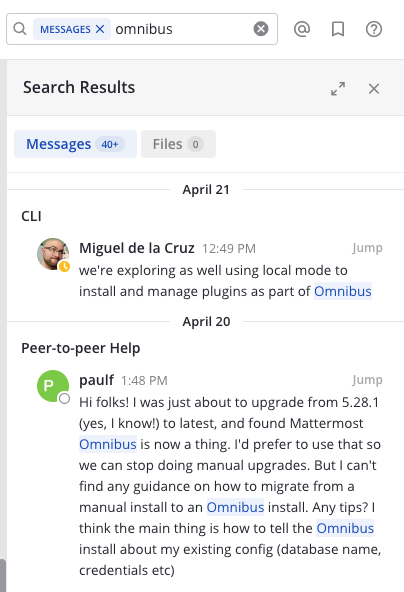 MESSAGES × omnibus
Search Results
Messages 40+ Files 0
April 21
CLI
Miguel de la Cruz 12:49 PM Jump
we're exploring as well using local mode to
install and manage plugins as part of Omnibus
April 20
Peer-to-peer Help
P
paulf 1:48 PM Jump
Hi folks! I was just about to upgrade from 5.28.1
(yes, I know!) to latest, and found Mattermost
Omnibus is now a thing. I'd prefer to use that so
we can stop doing manual upgrades. But I can't
find any guidance on how to migrate from a
manual install to an Omnibus install. Any tips? I
think the main thing is how to tell the Omnibus
install about my existing config (database name,
credentials etc)